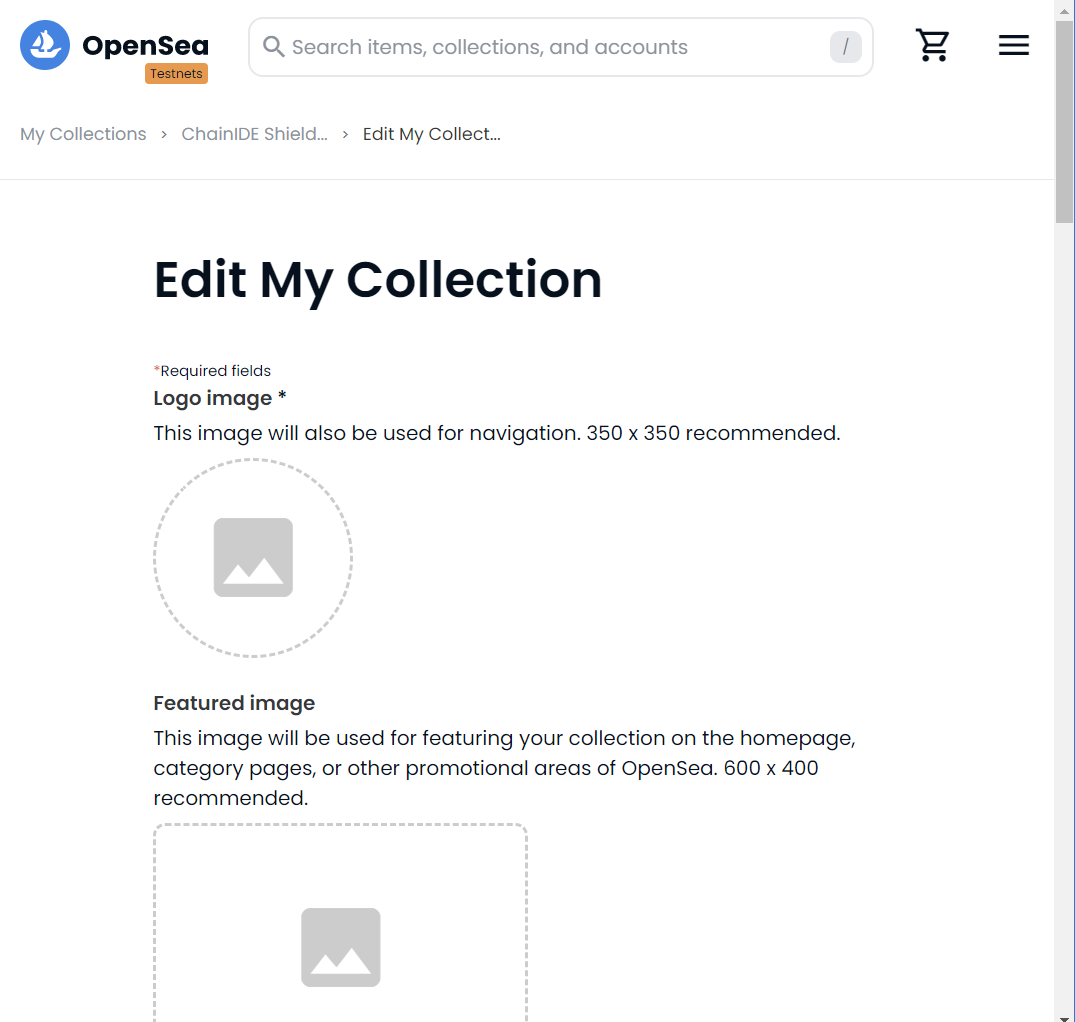 OpenSea
Testnets
Search items, collections, and accounts
/
My Collections > ChainIDE Shield... > Edit My Collect...
Edit My Collection
*Required fields
Logo image *
This image will also be used for navigation. 350 x 350 recommended.
Featured image
This image will be used for featuring your collection on the homepage,
category pages, or other promotional areas of OpenSea. 600 x 400
recommended.